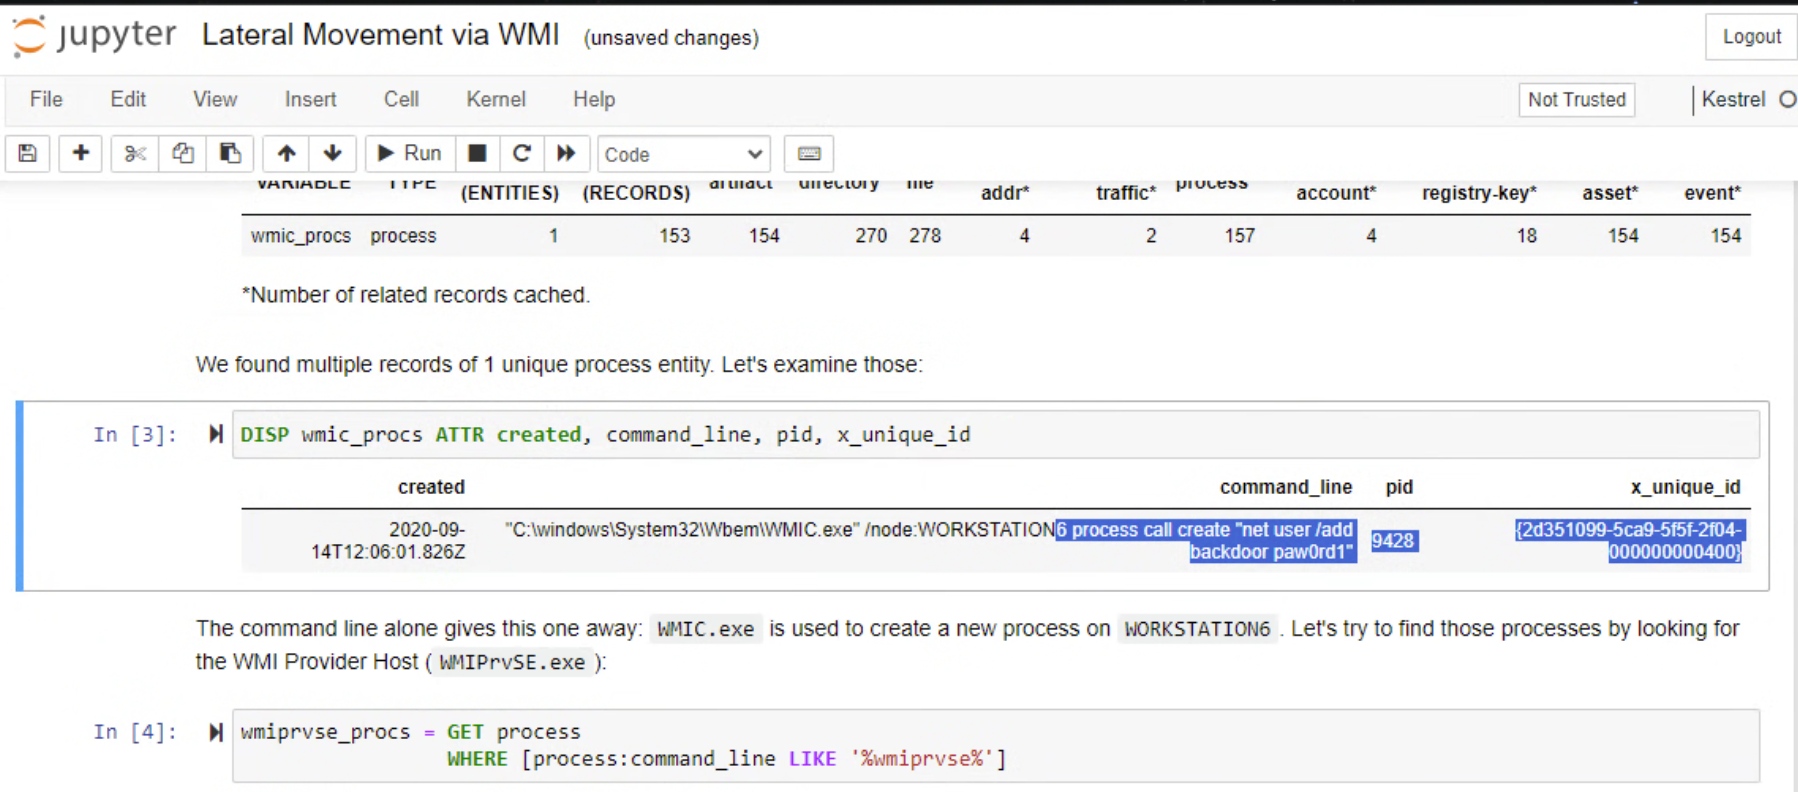 jupyter Lateral Movement via WMI (unsaved changes) Logout
File Edit View Insert Cell Kernel Help Not Trusted Kestrel
Run Code
VARIABLE TYPE (ENTITIES) (RECORDS) artifact directory file addr* traffic* process account* registry-key* asset* event*
wmic_procs process 1 153 154 270 278 4 2 157 4 18 154 154
*Number of related records cached.
We found multiple records of 1 unique process entity. Let's examine those:
In [3]: DISP wmic_procs ATTR created, command_line, pid, x_unique_id
created command_line pid x_unique_id
2020-09-14T12:06:01.826Z "C:\windows\System32\Wbem\WMIC.exe" /node:WORKSTATION6 process call create "net user /add backdoor paw0rd1" 9428 {2d351099-5ca9-5f5f-2f04-000000000400}
The command line alone gives this one away: WMIC.exe is used to create a new process on WORKSTATION6 . Let's try to find those processes by looking for
the WMI Provider Host ( WMIPrvSE.exe ):
In [4]: wmiprvse_procs = GET process
WHERE [process:command_line LIKE '%wmiprvse%']